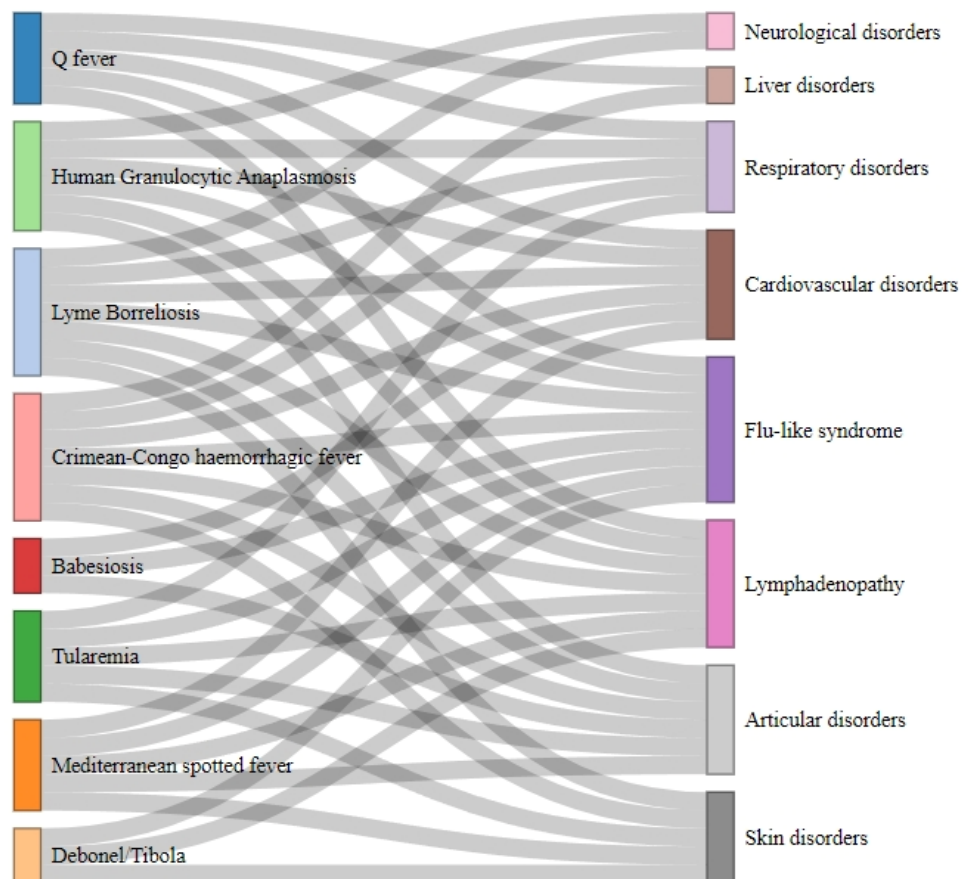 Q fever
Human Granulocytic Anaplasmosis
Lyme Borreliosis
Crimean-Congo haemorrhagic fever
Babesiosis
Tularemia
Mediterranean spotted fever
Debonel/Tibola
Neurological disorders
Liver disorders
Respiratory disorders
Cardiovascular disorders
Flu-like syndrome
Lymphadenopathy
Articular disorders
Skin disorders